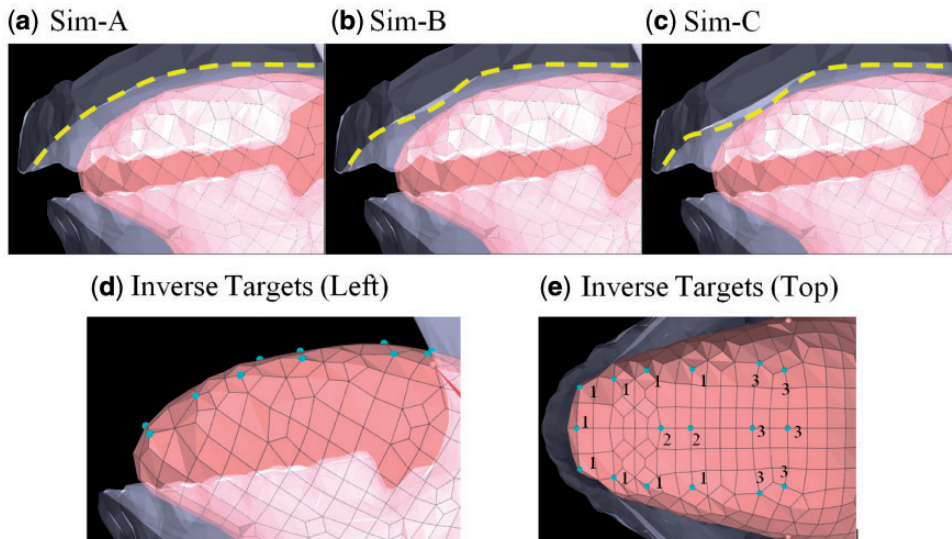 (a) Sim-A
(b) Sim-B
(c) Sim-C
(d) Inverse Targets (Left)
(e) Inverse Targets (Top)
1 1 1 1 3 3
1 2 2 3 3
1 1 1 1 3 3